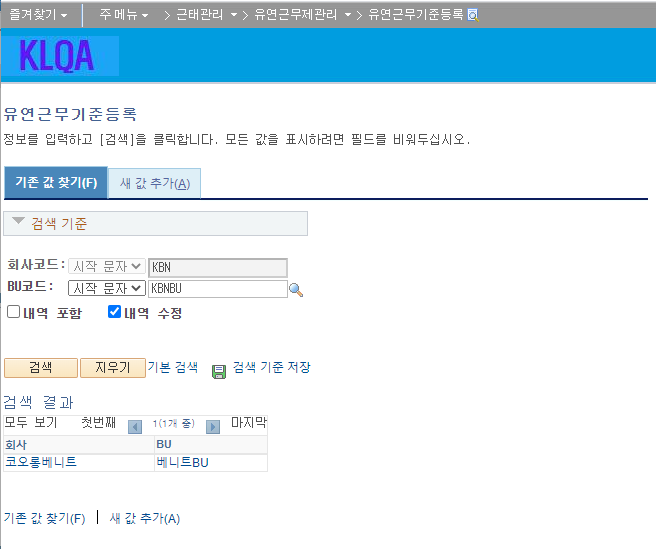 즐겨찾기 주 메뉴 > 근태관리 > 유연근무제관리 > 유연근무기준등록
KLQA
유연근무기준등록
정보를 입력하고 [검색]을 클릭합니다. 모든 값을 표시하려면 필드를 비워두십시오.
기존 값 찾기(F) 새 값 추가(A)
검색 기준
회사코드: 시작 문자 KBN
BU코드: 시작 문자 KBNBU
내역 포함 내역 수정
검색 지우기 기본 검색 검색 기준 저장
검색 결과
모두 보기 첫번째 1(1개 중) 마지막
회사 BU
코오롱베니트 베니트BU
기존 값 찾기(F) | 새 값 추가(A)